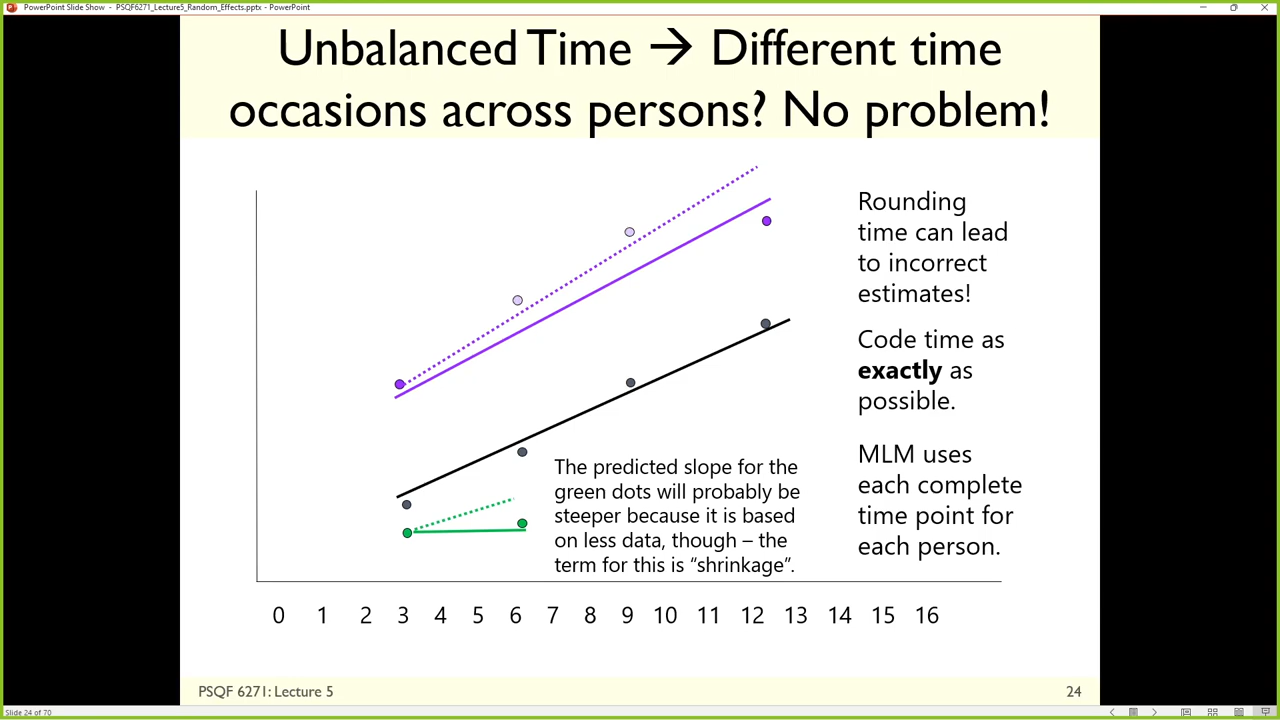 PowerPoint Slide Show - PSQF6271_Lecture5_Random_Effects.pptx - PowerPoint
Unbalanced Time → Different time
occasions across persons? No problem!
Rounding
time can lead
to incorrect
estimates!
Code time as
exactly as
possible.
MLM uses
each complete
time point for
each person.
The predicted slope for the
green dots will probably be
steeper because it is based
on less data, though – the
term for this is “shrinkage”.
0 1 2 3 4 5 6 7 8 9 10 11 12 13 14 15 16
PSQF 6271: Lecture 5
24
Slide 24 of 70